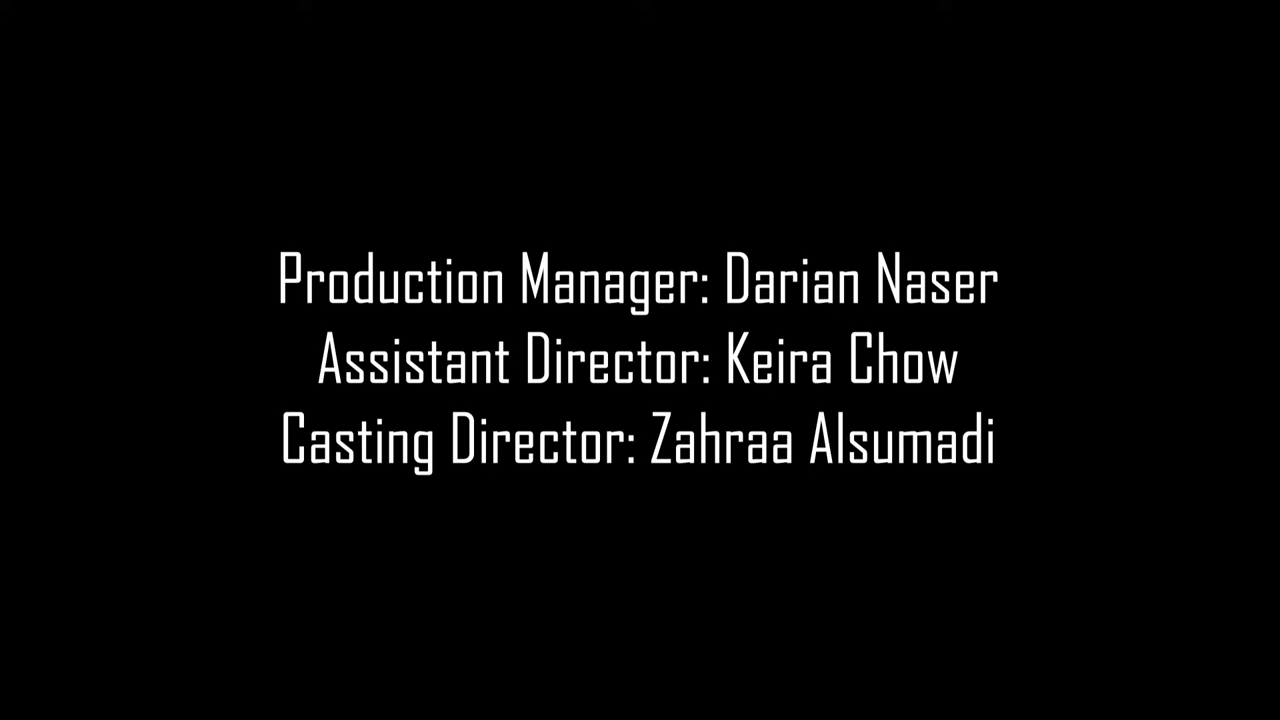 Production Manager: Darian Naser
Assistant Director: Keira Chow
Casting Director: Zahraa Alsumadi